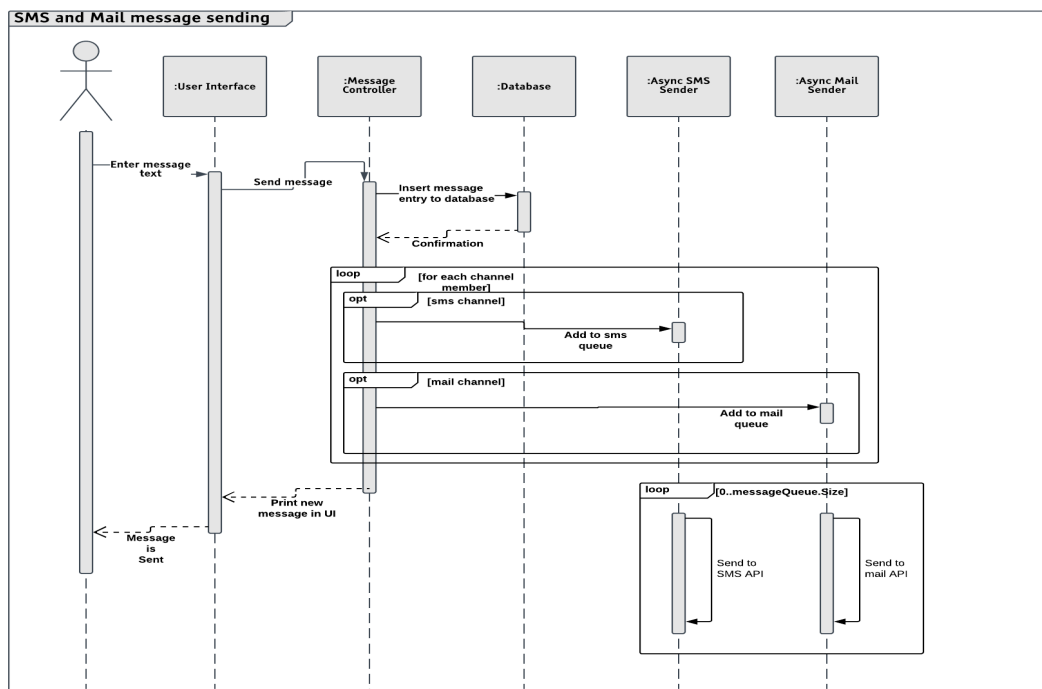 SMS and Mail message sending
:User Interface
:Message
Controller
:Database
:Async SMS
Sender
:Async Mail
Sender
Enter message
text
Send message
Insert message
entry to database
Confirmation
loop
[for each channel
member]
opt
[sms channel]
Add to sms
queue
opt
[mail channel]
Add to mail
queue
Print new
message in UI
Message
is
Sent
loop
[0..messageQueue.Size]
Send to
SMS API
Send to
mail API